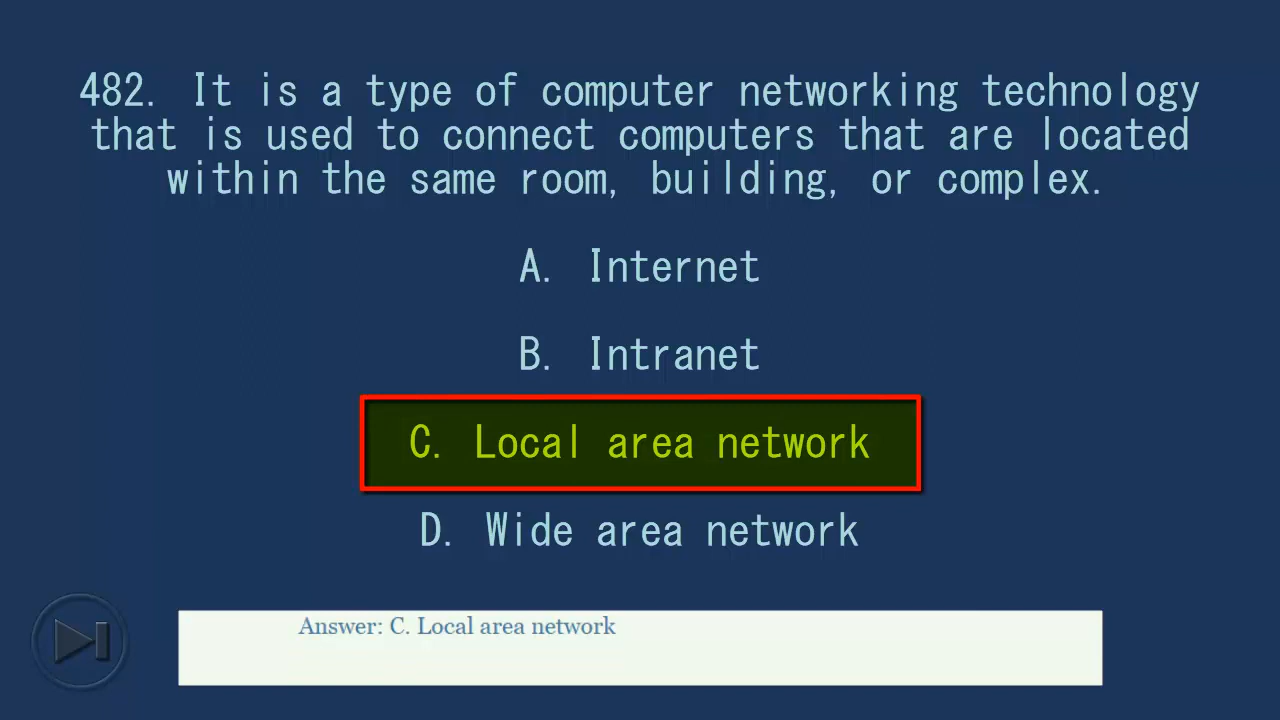 482. It is a type of computer networking technology
that is used to connect computers that are located
within the same room, building, or complex.
A. Internet
B. Intranet
C. Local area network
D. Wide area network
Answer: C. Local area network